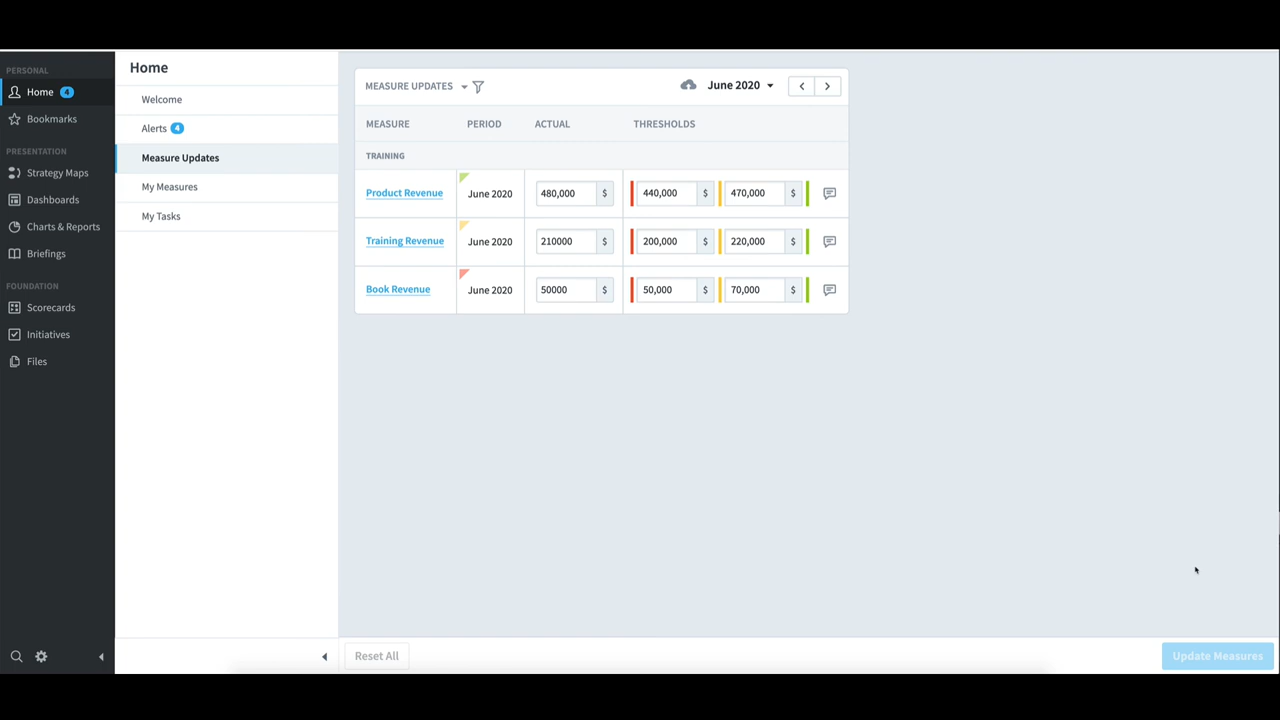 PERSONAL
Home 4
Bookmarks
PRESENTATION
Strategy Maps
Dashboards
Charts & Reports
Briefings
FOUNDATION
Scorecards
Initiatives
Files
Home
Welcome
Alerts 4
Measure Updates
My Measures
My Tasks
MEASURE UPDATES
June 2020
MEASURE PERIOD ACTUAL THRESHOLDS
TRAINING
Product Revenue June 2020 480,000 $ 440,000 $ 470,000 $
Training Revenue June 2020 210000 $ 200,000 $ 220,000 $
Book Revenue June 2020 50000 $ 50,000 $ 70,000 $
Reset All
Update Measures